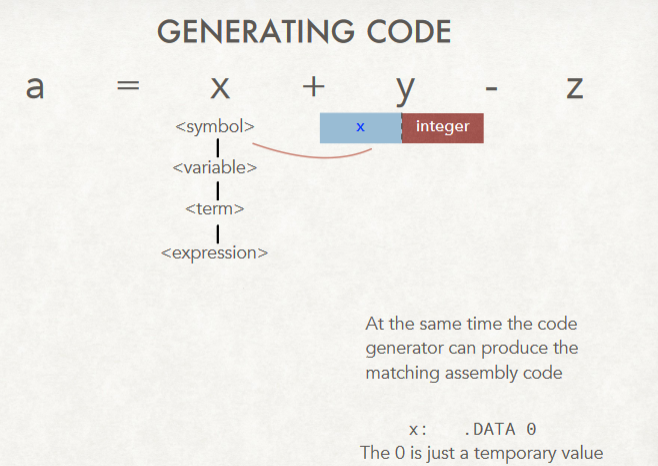 GENERATING CODE
a = x + y - z
<symbol>
x integer
<variable>
<term>
<expression>
At the same time the code
generator can produce the
matching assembly code
x: .DATA 0
The 0 is just a temporary value